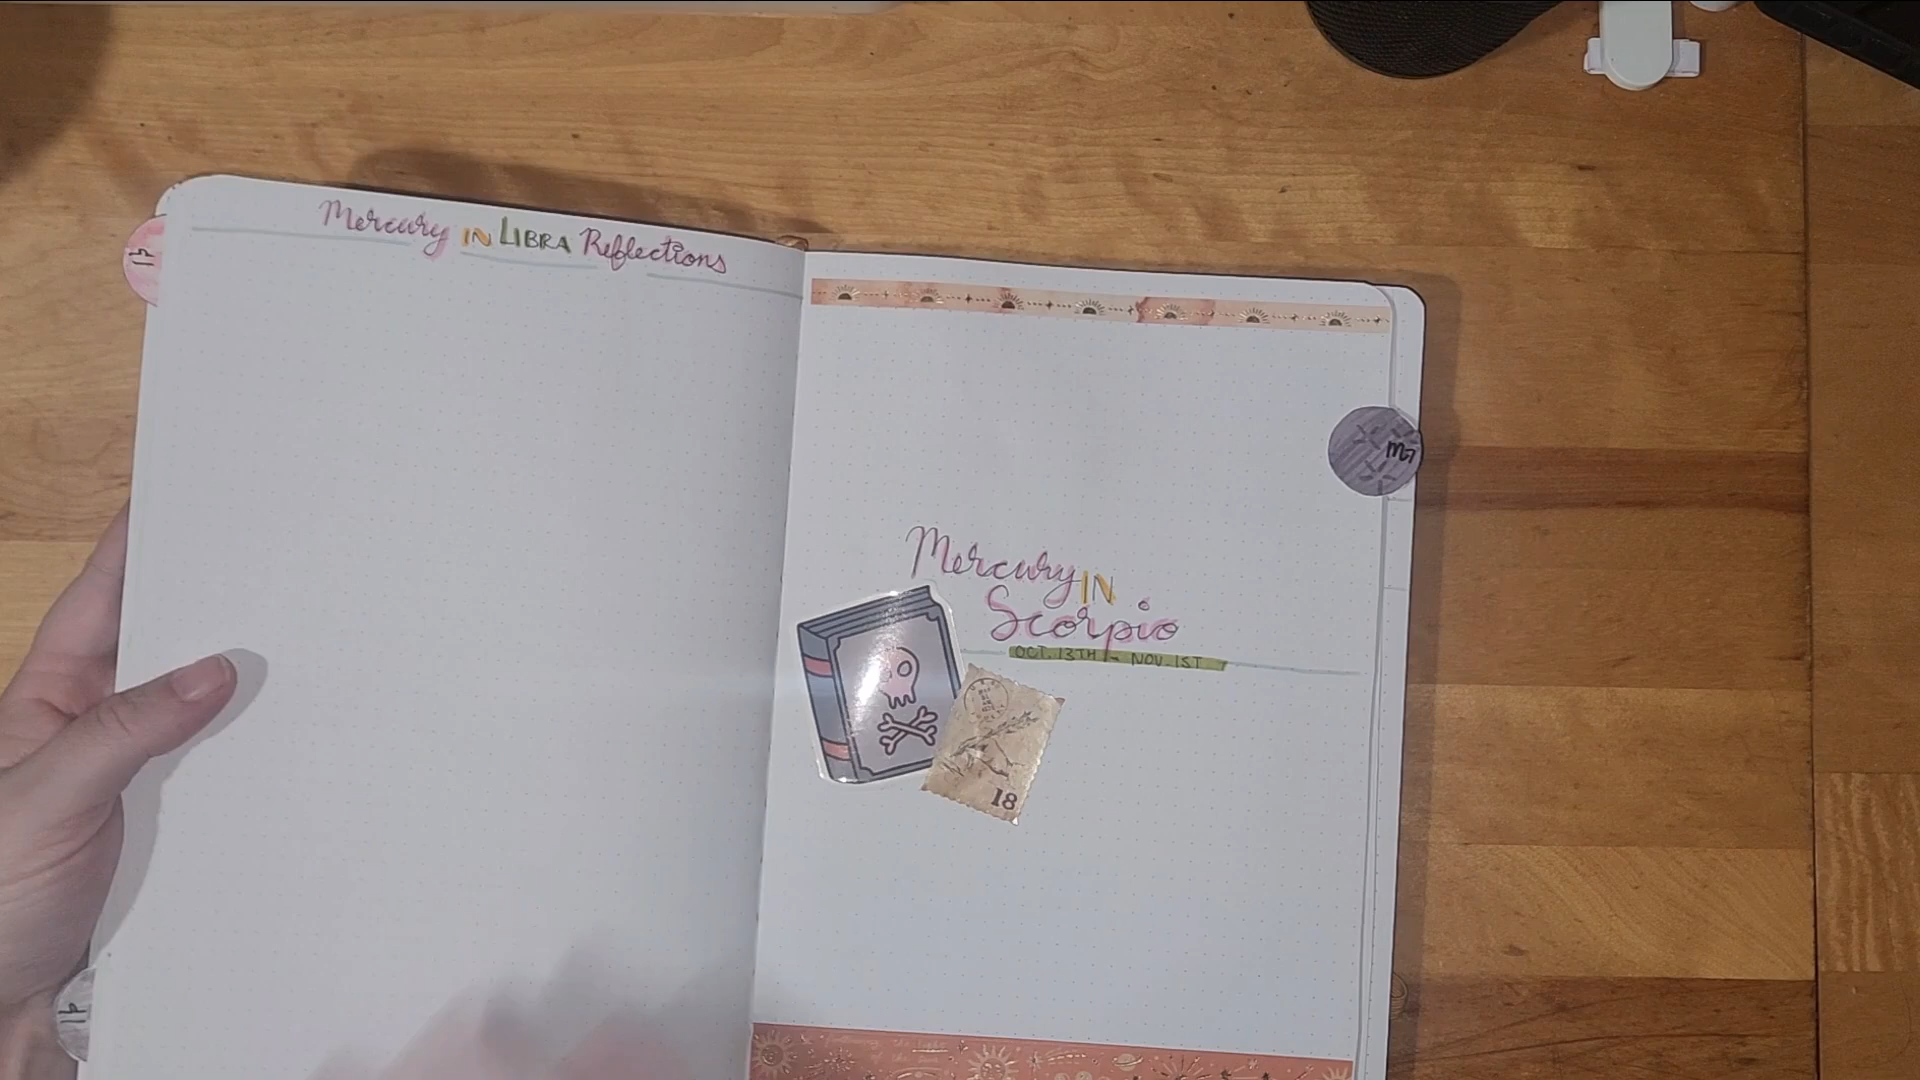 Mercury IN LIBRA Reflections
Mercury IN
Scorpio
OCT. 13TH - NOV. 1ST
18